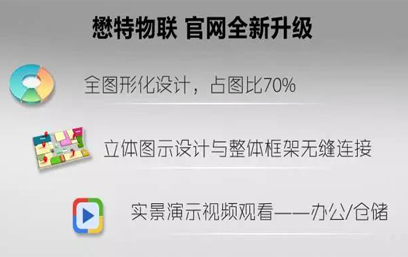 懋特物联 官网全新升级
全图形化设计，占图比70%
立体图示设计与整体框架无缝连接
实景演示视频观看——办公/仓储